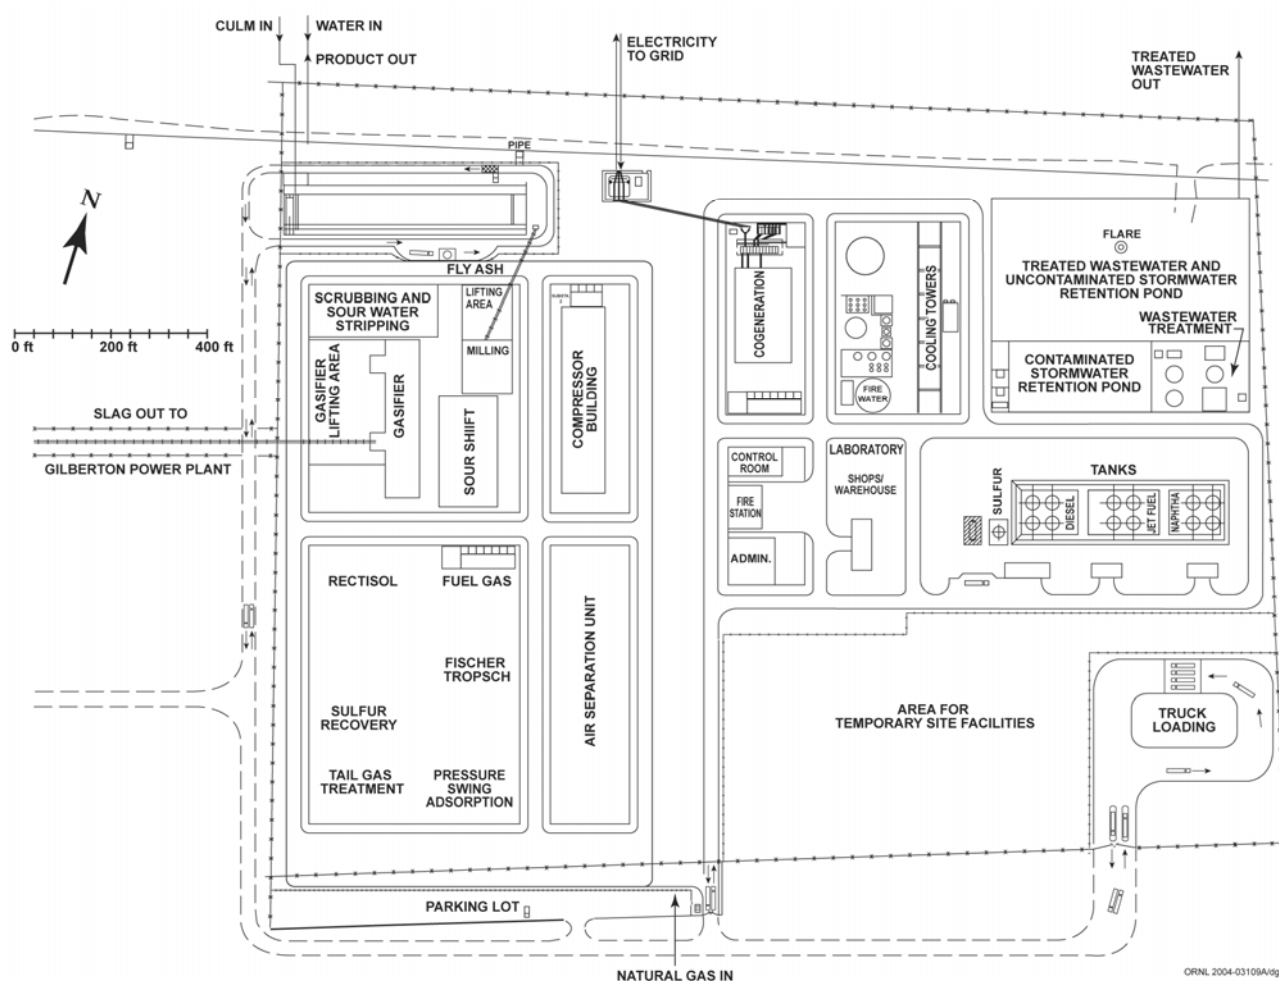 CULM IN
WATER IN
PRODUCT OUT
ELECTRICITY
TO GRID
TREATED
WASTEWATER
OUT
PIPE
N
FLARE
TREATED WASTEWATER AND
UNCONTAMINATED STORMWATER
RETENTION POND
FLY ASH
SCRUBBING AND
SOUR WATER
STRIPPING
LIFTING
AREA
COGENERATION
COOLING TOWERS
WASTEWATER
TREATMENT
0 ft
200 ft
400 ft
MILLING
GASIFIER
LIFTING AREA
GASIFIER
COMPRESSOR
BUILDING
CONTAMINATED
STORMWATER
RETENTION POND
FIRE
WATER
SLAG OUT TO
GILBERTON POWER PLANT
SOUR SHIIFT
CONTROL
ROOM
LABORATORY
SHOPS/
WAREHOUSE
TANKS
SULFUR
DIESEL
JET FUEL
NAPHTHA
FIRE
STATION
ADMIN.
RECTISOL
FUEL GAS
AIR SEPARATION UNIT
FISCHER
TROPSCH
SULFUR
RECOVERY
AREA FOR
TEMPORARY SITE FACILITIES
TRUCK
LOADING
TAIL GAS
TREATMENT
PRESSURE
SWING
ADSORPTION
PARKING LOT
NATURAL GAS IN
ORNL 2004-03109A/dg